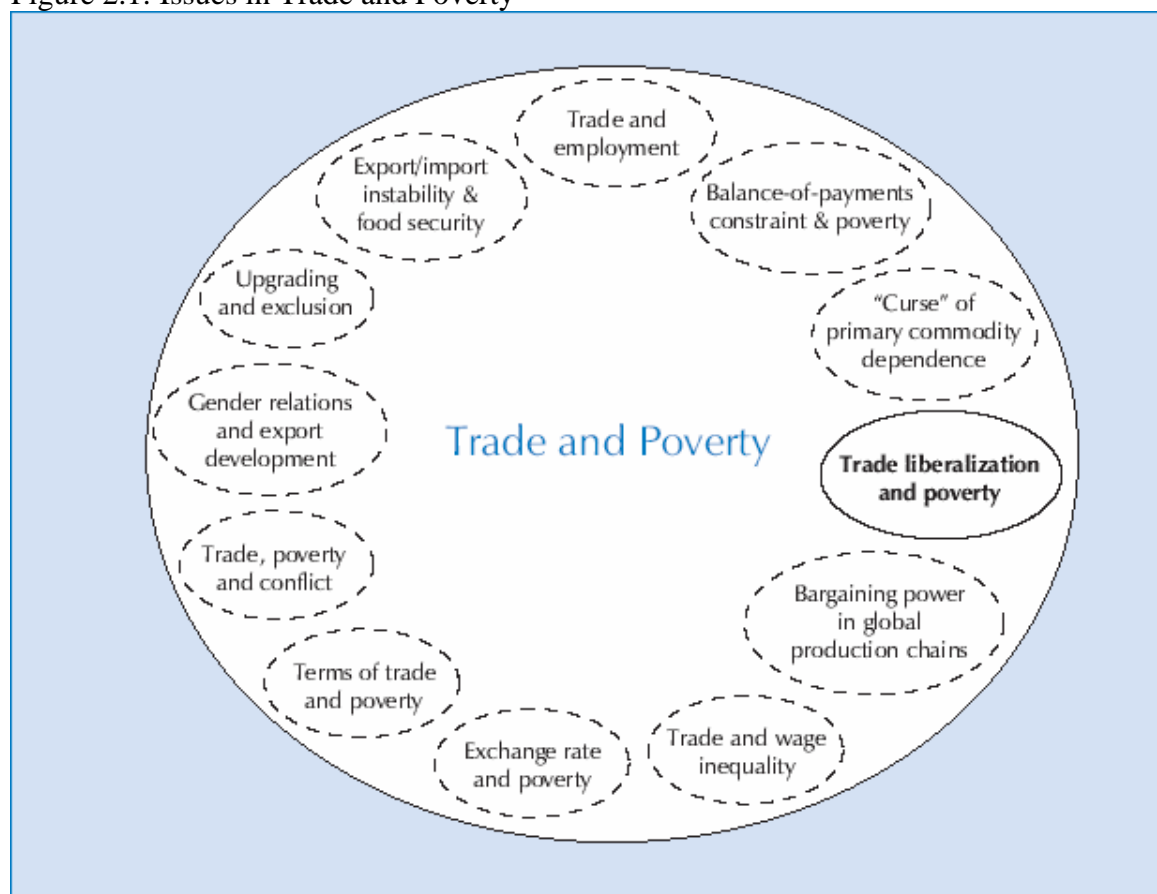 Figure 2.1: Issues in Trade and Poverty
Trade and
employment
Export/import
instability &
food security
Balance-of-payments
constraint & poverty
Upgrading
and exclusion
"Curse" of
primary commodity
dependence
Gender relations
and export
development
Trade and Poverty
Trade liberalization
and poverty
Trade, poverty
and conflict
Bargaining power
in global
production chains
Terms of trade
and poverty
Exchange rate
and poverty
Trade and wage
inequality